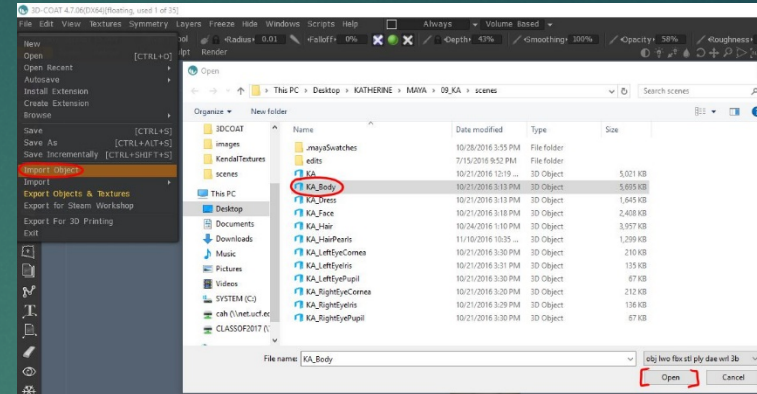 3D-COAT 4.7.06(DX64)[floating, used 1 of 35]
File Edit View Textures Symmetry Layers Freeze Hide Windows Scripts Help Always Volume Based
Radius 0.01 Falloff 0% Depth 43% Smoothing 100% Opacity 58% Roughness
Render
New
Open [CTRL+O]
Open Recent
Autosave
Install Extension
Create Extension
Browse
Save [CTRL+S]
Save As [CTRL+ALT+S]
Save Incrementally [CTRL+SHIFT+S]
Import Object
Import
Export Objects & Textures
Export for Steam Workshop
Export For 3D Printing
Exit
Open
This PC > Desktop > KATHERINE > MAYA > 09_KA > scenes
Search scenes
Organize New folder
3DCOAT
images
KendalTextures
scenes
This PC
Desktop
Documents
Downloads
Music
Pictures
Videos
SYSTEM (C:)
cah (\\net.ucf.ec
CLASSOF2017 (\
Name Date modified Type Size
.mayaSwatches 10/28/2016 3:55 PM File folder
edits 7/15/2016 9:52 PM File folder
KA 10/21/2016 12:19 ... 3D Object 5,021 KB
KA_Body 10/21/2016 3:13 PM 3D Object 5,695 KB
KA_Dress 10/21/2016 3:13 PM 3D Object 1,645 KB
KA_Face 10/21/2016 3:18 PM 3D Object 2,408 KB
KA_Hair 10/24/2016 1:10 PM 3D Object 3,957 KB
KA_HairPearls 11/10/2016 10:35 ... 3D Object 1,299 KB
KA_LeftEyeCornea 10/21/2016 3:30 PM 3D Object 210 KB
KA_LeftEyeIris 10/21/2016 3:31 PM 3D Object 135 KB
KA_LeftEyePupil 10/21/2016 3:30 PM 3D Object 67 KB
KA_RightEyeCornea 10/21/2016 3:20 PM 3D Object 212 KB
KA_RightEyeIris 10/21/2016 3:29 PM 3D Object 136 KB
KA_RightEyePupil 10/21/2016 3:30 PM 3D Object 67 KB
File name: KA_Body
obj lwo fbx stl ply dae wrl 3b
Open Cancel